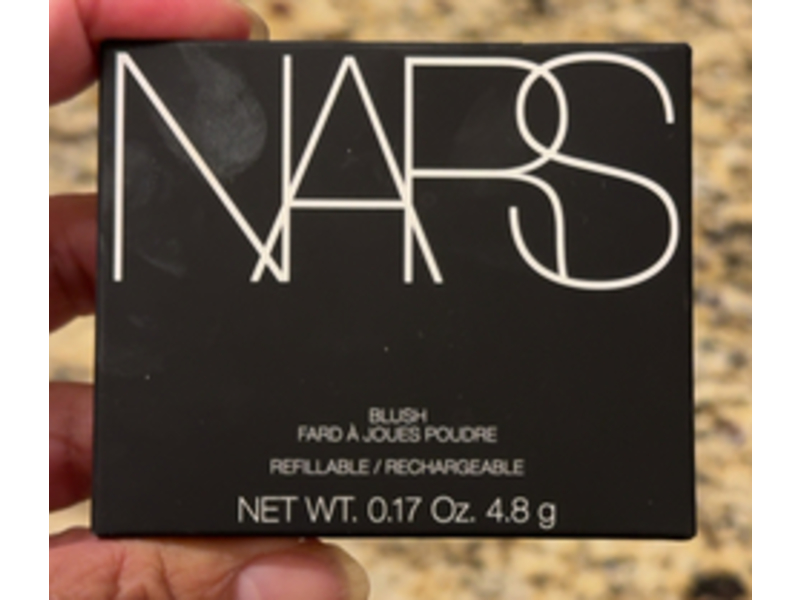 NARS
BLUSH
FARD À JOUES POUDRE
REFILLABLE / RECHARGEABLE
NET WT. 0.17 Oz. 4.8 g